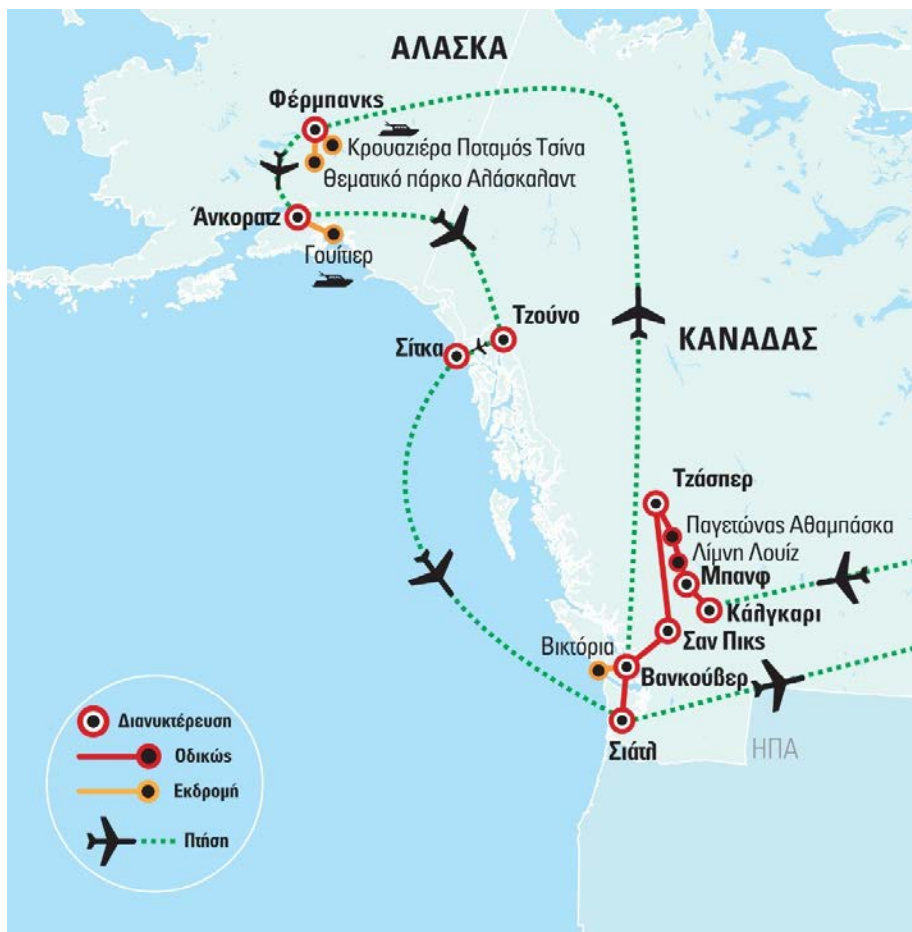 ΑΛΑΣΚΑ
Φέρμπανκς
Κρουαζιέρα Ποταμός Τσίνα
Θεματικό πάρκο Αλάσκαλαντ
Άνκορατζ
Γουίτιερ
Τζούνο
Σίτκα
ΚΑΝΑΔΑΣ
Τζάσπερ
Παγετώνας Αθαμπάσκα
Λίμνη Λουίζ
Μπανφ
Κάλγκαρι
Σαν Πικς
Βικτόρια
Βανκούβερ
Σιάτλ
ΗΠΑ
Διανυκτέρευση
Οδικώς
Εκδρομή
Πτήση